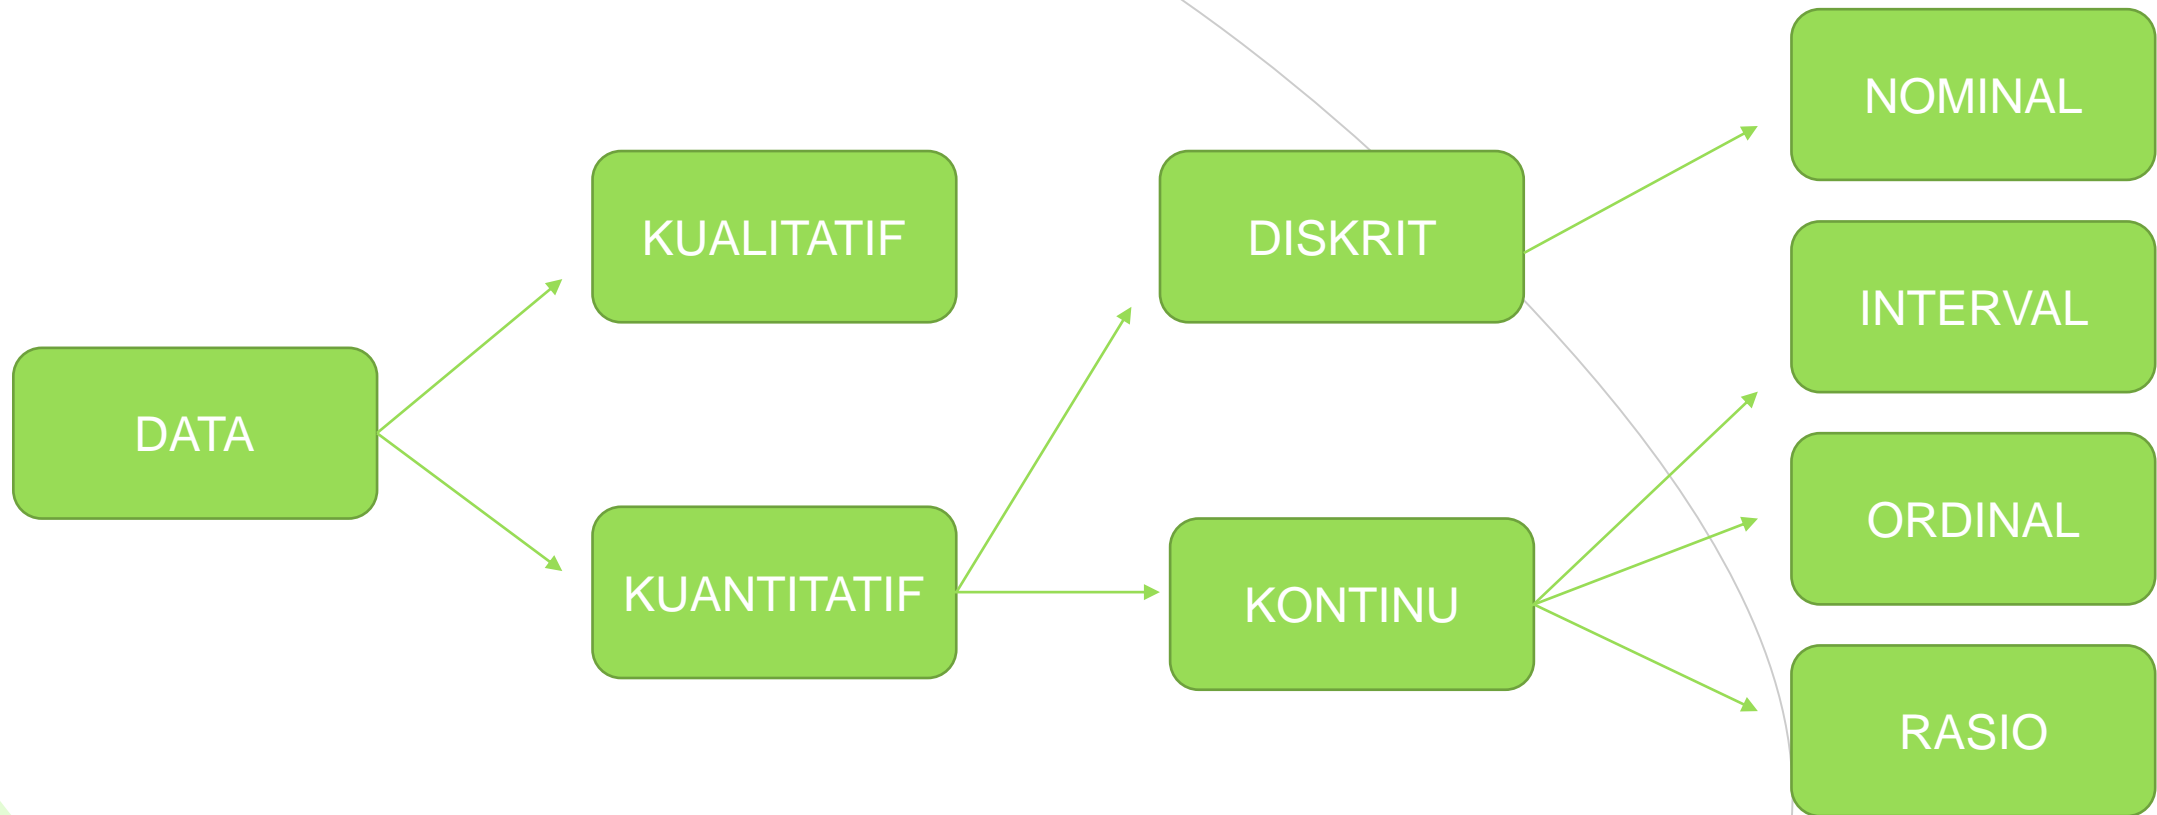 DATA
KUALITATIF
KUANTITATIF
DISKRIT
KONTINU
NOMINAL
INTERVAL
ORDINAL
RASIO